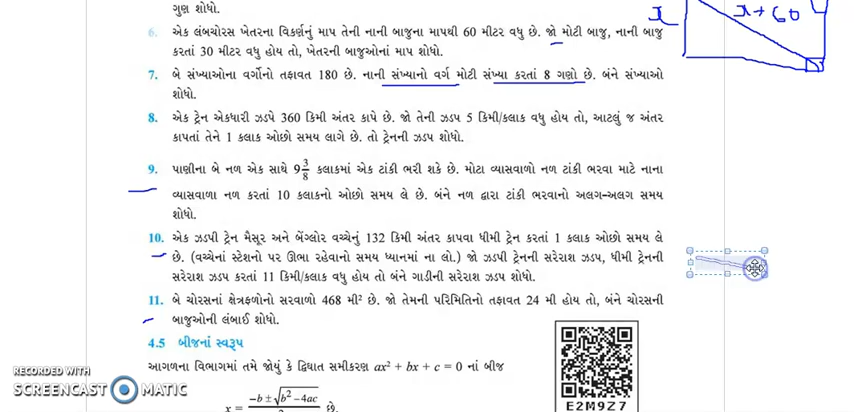 ગુણ શોધો.
6. એક લંબચોરસ ખેતરના વિકર્ણનું માપ તેની નાની બાજુના માપથી 60 મીટર વધુ છે. જો મોટી બાજુ, નાની બાજુ
કરતાં 30 મીટર વધુ હોય તો, ખેતરની બાજુઓનાં માપ શોધો.
x
x + 60
7. બે સંખ્યાઓના વર્ગોનો તફાવત 180 છે. નાની સંખ્યાનો વર્ગ મોટી સંખ્યા કરતાં 8 ગણો છે. બંને સંખ્યાઓ
શોધો.
8. એક ટ્રેન એકધારી ઝડપે 360 કિમી અંતર કાપે છે. જો તેની ઝડપ 5 કિમી/કલાક વધુ હોય તો, આટલું જ અંતર
કાપતાં તેને 1 કલાક ઓછો સમય લાગે છે. તો ટ્રેનની ઝડપ શોધો.
9. પાણીના બે નળ એક સાથે 9 3/8 કલાકમાં એક ટાંકી ભરી શકે છે. મોટા વ્યાસવાળો નળ ટાંકી ભરવા માટે નાના
વ્યાસવાળા નળ કરતાં 10 કલાકનો ઓછો સમય લે છે. બંને નળ દ્વારા ટાંકી ભરવાનો અલગ-અલગ સમય
શોધો.
10. એક ઝડપી ટ્રેન મૈસૂર અને બેંગ્લોર વચ્ચેનું 132 કિમી અંતર કાપવા ધીમી ટ્રેન કરતાં 1 કલાક ઓછો સમય લે
છે. (વચ્ચેનાં સ્ટેશનો પર ઊભા રહેવાનો સમય ધ્યાનમાં ના લો.) જો ઝડપી ટ્રેનની સરેરાશ ઝડપ, ધીમી ટ્રેનની
સરેરાશ ઝડપ કરતાં 11 કિમી/કલાક વધુ હોય તો બંને ગાડીની સરેરાશ ઝડપ શોધો.
11. બે ચોરસનાં ક્ષેત્રફળોનો સરવાળો 468 મી² છે. જો તેમની પરિમિતિનો તફાવત 24 મી હોય તો, બંને ચોરસની
બાજુઓની લંબાઈ શોધો.
4.5 બીજનાં સ્વરૂપ
આગળના વિભાગમાં તમે જોયું કે દ્વિઘાત સમીકરણ ax² + bx + c = 0 નાં બીજ
x = −b ± √b² − 4ac છે.
E2M9Z7
RECORDED WITH
SCREENCAST MATIC